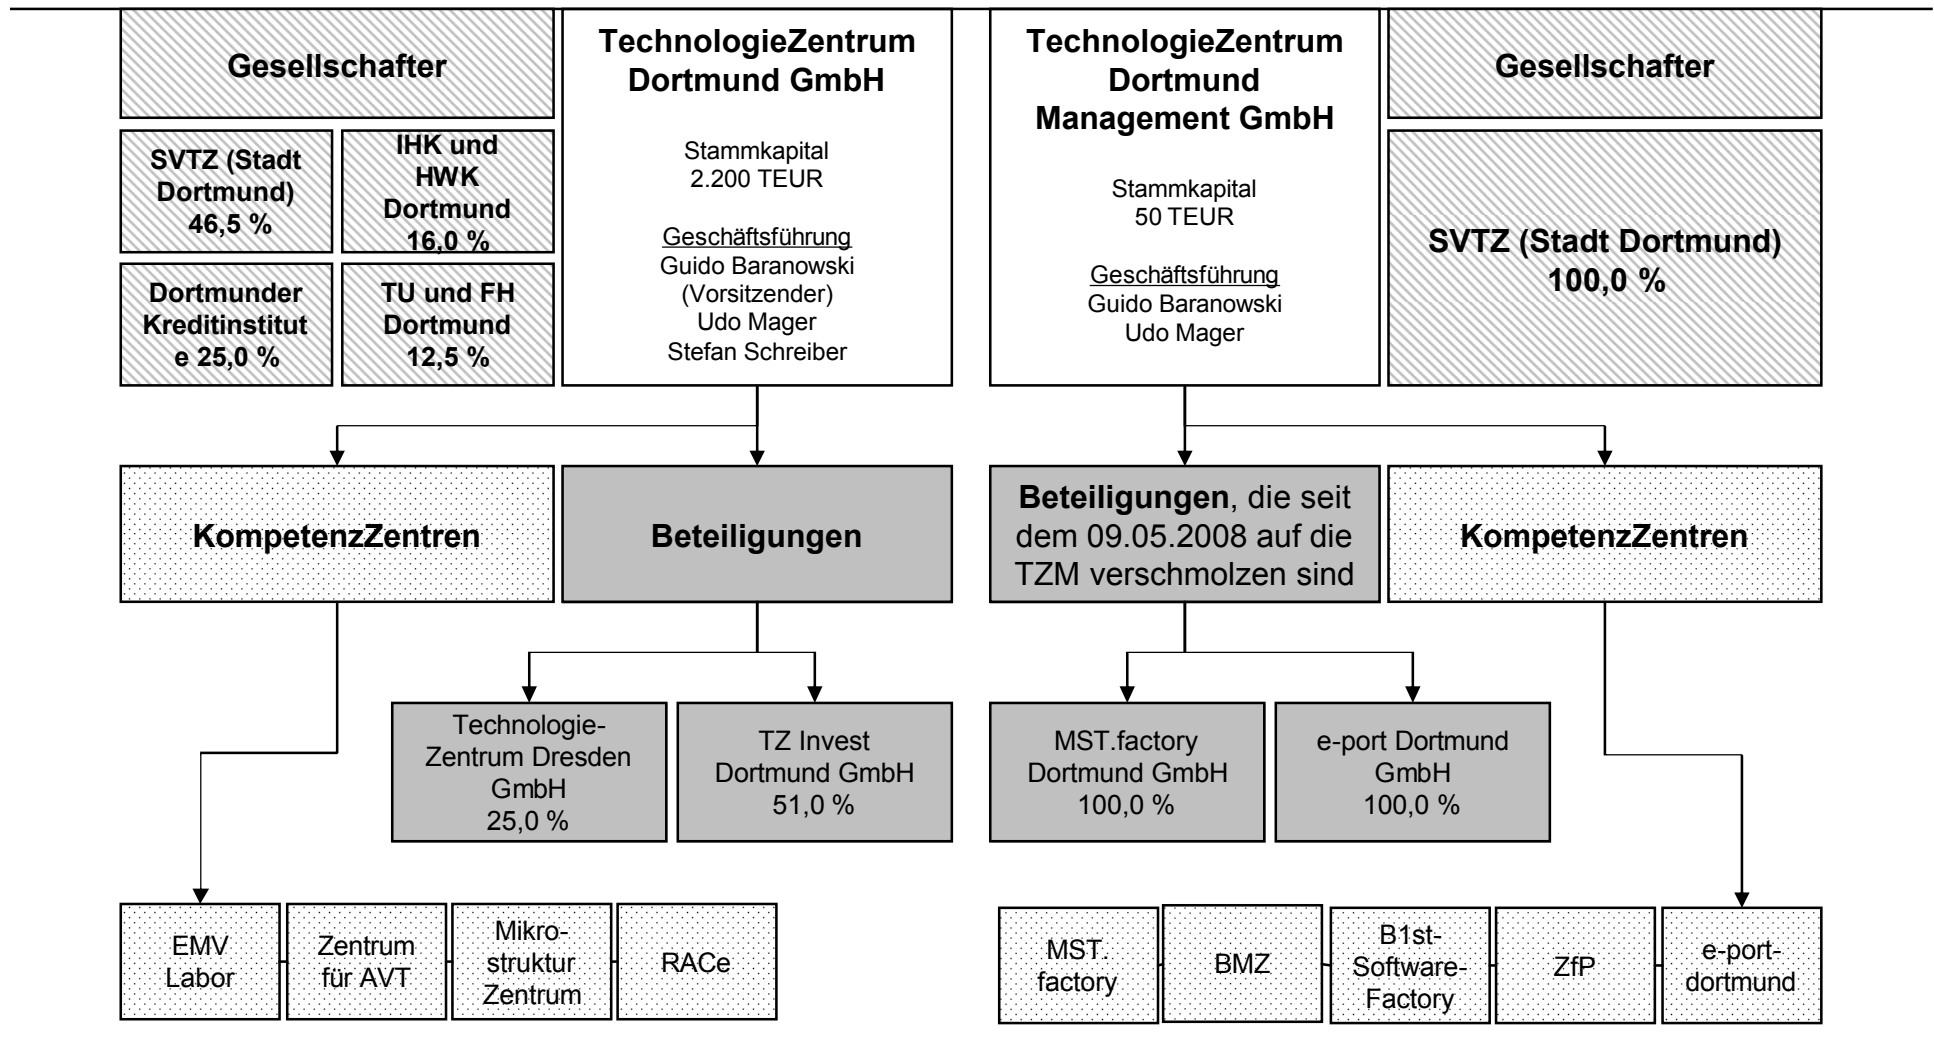 Gesellschafter
SVTZ (Stadt
Dortmund)
46,5 %
IHK und
HWK
Dortmund
16,0 %
Dortmunder
Kreditinstitut
e 25,0 %
TU und FH
Dortmund
12,5 %
TechnologieZentrum
Dortmund GmbH
Stammkapital
2.200 TEUR
Geschäftsführung
Guido Baranowski
(Vorsitzender)
Udo Mager
Stefan Schreiber
TechnologieZentrum
Dortmund
Management GmbH
Stammkapital
50 TEUR
Geschäftsführung
Guido Baranowski
Udo Mager
Gesellschafter
SVTZ (Stadt Dortmund)
100,0 %
KompetenzZentren
Beteiligungen
Beteiligungen, die seit
dem 09.05.2008 auf die
TZM verschmolzen sind
KompetenzZentren
Technologie-
Zentrum Dresden
GmbH
25,0 %
TZ Invest
Dortmund GmbH
51,0 %
MST.factory
Dortmund GmbH
100,0 %
e-port Dortmund
GmbH
100,0 %
EMV
Labor
Zentrum
für AVT
Mikro-
struktur
Zentrum
RACe
MST.
factory
BMZ
B1st-
Software-
Factory
ZfP
e-port-
dortmund